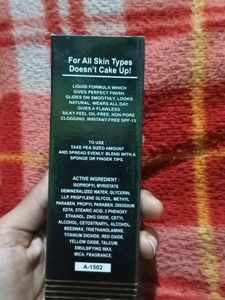 For All Skin Types
Doesn't Cake Up!
LIQUID FORMULA WHICH
GIVES PERFECT FINISH,
GLIDES ON SMOOTHLY, LOOKS
NATURAL, WEARS ALL DAY.
GIVES A FLAWLESS
SILKY FEEL OIL-FREE, NON PORE
CLOGGING, IRRITANT-FREE SPF-15
TO USE :
TAKE PEA SIZED AMOUNT
AND SPREAD EVENLY. BLEND WITH A
SPONGE OR FINGER TIPS.
ACTIVE INGREDIENT :
ISOPROPYL MYRISTATE
DEMINERALIZED WATER, GLYCERIN,
LLP, PROPYLENE GLYCOL, METHYL
PARABEN, PROPYL PARABEN, DISODIUM
EDTA, STEARIC ACID, 2 PHENOXY
ETHANOL, ZING OXIDE, CETYL
ALCOHOL, CETOSTEARYL ALCOHOL,
BEESWAX, TRIETHANOLAMINE,
TITANIUM DIOXIDE, RED OXIDE,
YELLOW OXIDE, TALCUM,
EMULSIFYING WAX,
MICA, FRAGRANCE.
A-1502